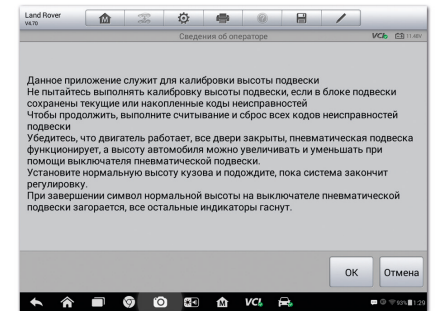 Land Rover
V4.70
Сведения об операторе
VCI
11.48V
Данное приложение служит для калибровки высоты подвески
Не пытайтесь выполнять калибровку высоты подвески, если в блоке подвески
сохранены текущие или накопленные коды неисправностей
Чтобы продолжить, выполните считывание и сброс всех кодов неисправностей
подвески
Убедитесь, что двигатель работает, все двери закрыты, пневматическая подвеска
функционирует, а высоту автомобиля можно увеличивать и уменьшать при
помощи выключателя пневматической подвески.
Установите нормальную высоту кузова и подождите, пока система закончит
регулировку.
При завершении символ нормальной высоты на выключателе пневматической
подвески загорается, все остальные индикаторы гаснут.
ОК
Отмена
VCI
93%
1:29